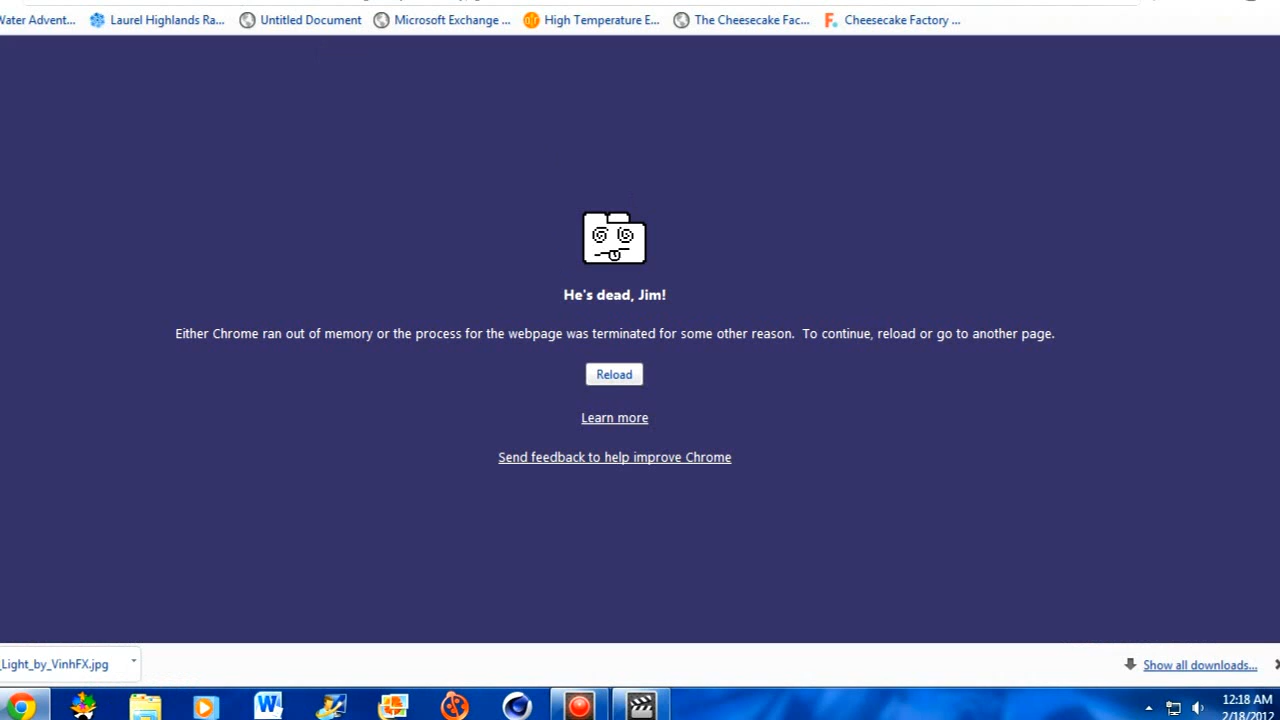 Water Advent... Laurel Highlands Ra... Untitled Document Microsoft Exchange ... High Temperature E... The Cheesecake Fac... F. Cheesecake Factory ...
He's dead, Jim!
Either Chrome ran out of memory or the process for the webpage was terminated for some other reason. To continue, reload or go to another page.
Reload
Learn more
Send feedback to help improve Chrome
_Light_by_VinhFX.jpg Show all downloads...
12:18 AM
2/18/2012